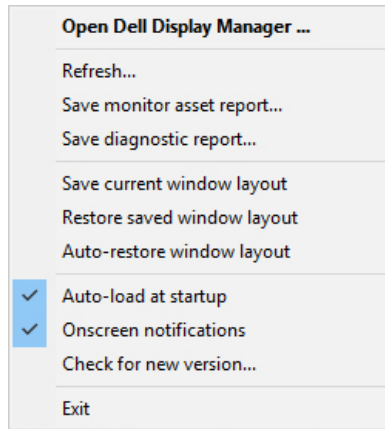 Open Dell Display Manager ...
Refresh...
Save monitor asset report...
Save diagnostic report...
Save current window layout
Restore saved window layout
Auto-restore window layout
Auto-load at startup
Onscreen notifications
Check for new version...
Exit